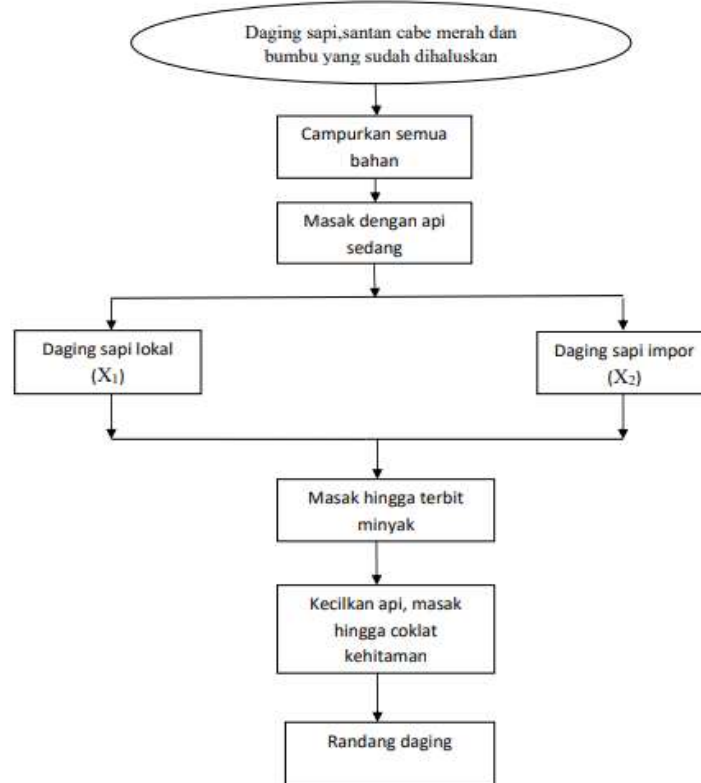 Daging sapi,santan cabe merah dan
bumbu yang sudah dihaluskan
Campurkan semua
bahan
Masak dengan api
sedang
Daging sapi lokal
(X₁)
Daging sapi impor
(X₂)
Masak hingga terbit
minyak
Kecilkan api, masak
hingga coklat
kehitaman
Randang daging